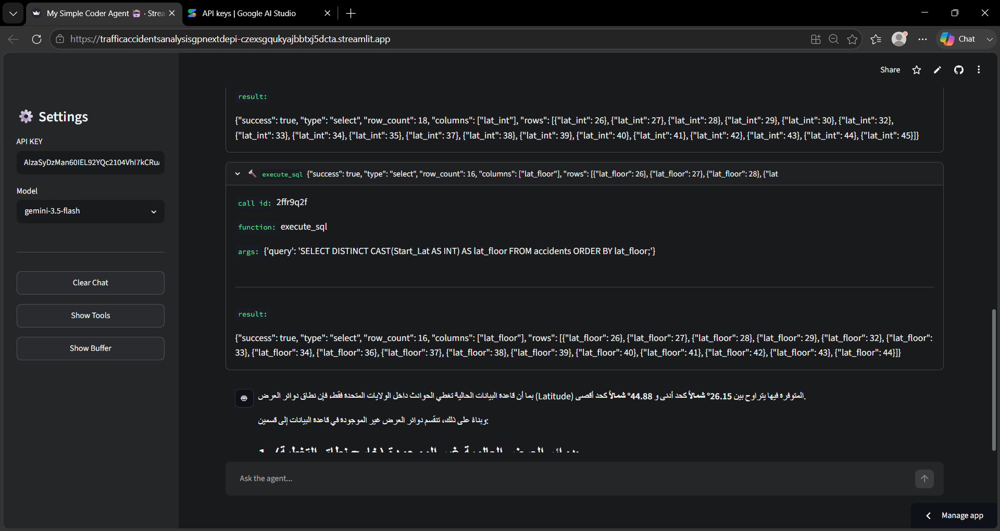 My Simple Coder Agent 🤖 · Strea
API keys | Google AI Studio
https://trafficaccidentsanalysisgpnextdepi-czexsgqukyajbbtxj5dcta.streamlit.app
Chat
Share
Settings
API KEY
Model
gemini-3.5-flash
Clear Chat
Show Tools
Show Buffer
result:
{"success": true, "type": "select", "row_count": 18, "columns": ["lat_int"], "rows": [{"lat_int": 26}, {"lat_int": 27}, {"lat_int": 28}, {"lat_int": 29}, {"lat_int": 30}, {"lat_int": 32},
{"lat_int": 33}, {"lat_int": 34}, {"lat_int": 35}, {"lat_int": 37}, {"lat_int": 38}, {"lat_int": 39}, {"lat_int": 40}, {"lat_int": 41}, {"lat_int": 42}, {"lat_int": 43}, {"lat_int": 44}, {"lat_int": 45}]}
execute_sql {"success": true, "type": "select", "row_count": 16, "columns": ["lat_floor"], "rows": [{"lat_floor": 26}, {"lat_floor": 27}, {"lat_floor": 28}, {"lat
call id: 2ffr9q2f
function: execute_sql
args: {'query': 'SELECT DISTINCT CAST(Start_Lat AS INT) AS lat_floor FROM accidents ORDER BY lat_floor;'}
result:
{"success": true, "type": "select", "row_count": 16, "columns": ["lat_floor"], "rows": [{"lat_floor": 26}, {"lat_floor": 27}, {"lat_floor": 28}, {"lat_floor": 29}, {"lat_floor": 32}, {"lat_floor":
33}, {"lat_floor": 34}, {"lat_floor": 36}, {"lat_floor": 37}, {"lat_floor": 38}, {"lat_floor": 39}, {"lat_floor": 40}, {"lat_floor": 41}, {"lat_floor": 42}, {"lat_floor": 43}, {"lat_floor": 44}]}
بما أن قاعدة البيانات الحالية تغطي الحوادث داخل الولايات المتحدة فقط، فإن نطاق دوائر العرض (Latitude) المتوفرة فيها يتراوح بين 26.15° شمالاً كحد أدنى و 44.88° شمالاً كحد أقصى.
وبناءً على ذلك، تنقسم دوائر العرض غير الموجودة في قاعدة البيانات إلى قسمين:
Ask the agent...
Manage app